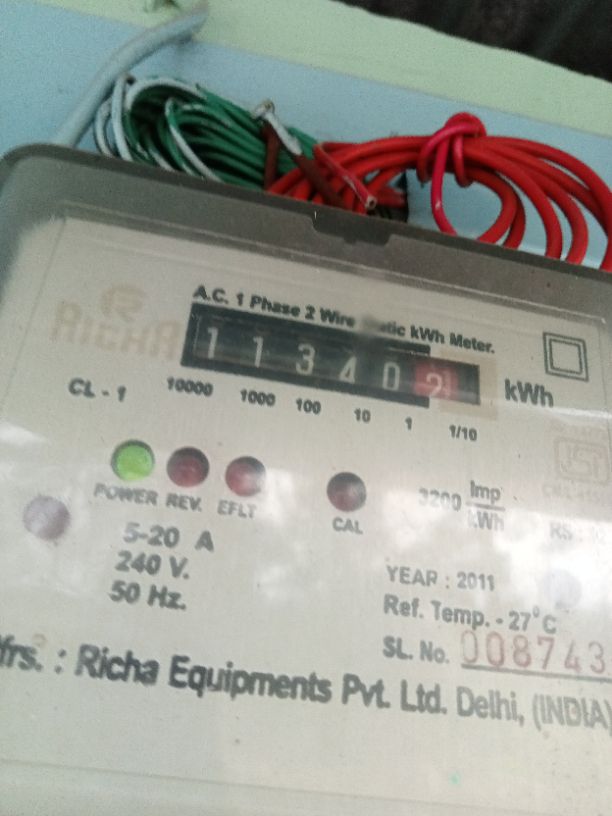 A.C. 1 Phase 2 Wire Static kWh Meter.
RICHA
1 1 3 4 0 2 kWh
CL - 1 10000 1000 100 10 1 1/10
POWER REV. EFLT CAL
3200 Imp
kWh
5-20 A
240 V.
50 Hz.
YEAR : 2011
Ref. Temp. - 27°C
SL. No. 008743
Mfrs. : Richa Equipments Pvt. Ltd. Delhi, (INDIA)